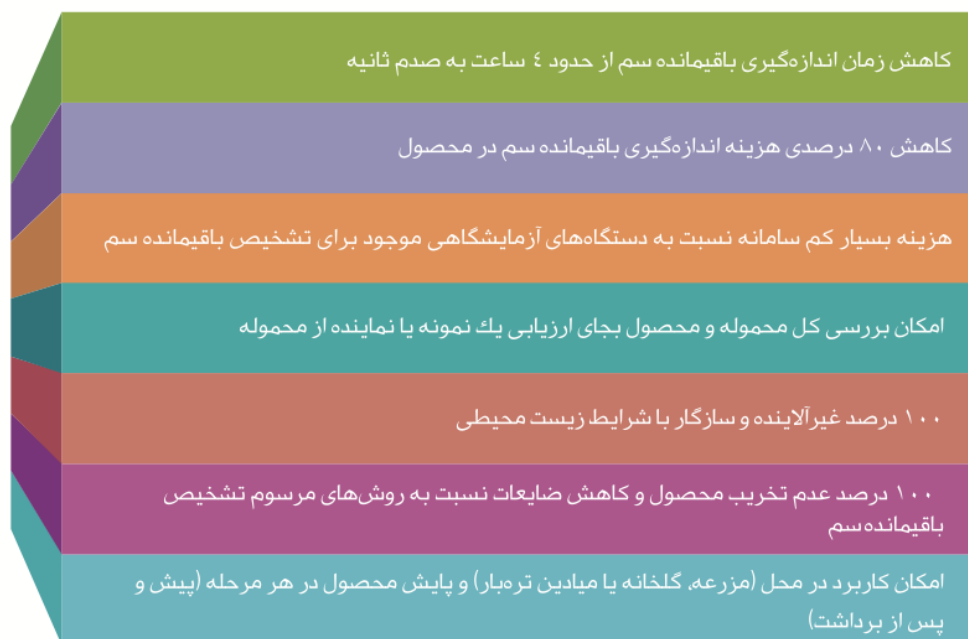 کاهش زمان اندازه‌گیری باقیمانده سم از حدود ٤ ساعت به صدم ثانیه
کاهش ۸۰ درصدی هزینه اندازه‌گیری باقیمانده سم در محصول
هزینه بسیار کم سامانه نسبت به دستگاه‌های آزمایشگاهی موجود برای تشخیص باقیمانده سم
امکان بررسی کل محموله و محصول بجای ارزیابی یك نمونه یا نماینده از محموله
۱۰۰ درصد غیرآلاینده و سازگار با شرایط زیست محیطی
۱۰۰ درصد عدم تخریب محصول و کاهش ضایعات نسبت به روش‌های مرسوم تشخیص
باقیمانده‌سم
امکان کاربرد در محل (مزرعه، گلخانه یا میادین تره‌بار) و پایش محصول در هر مرحله (پیش و
پس از برداشت)